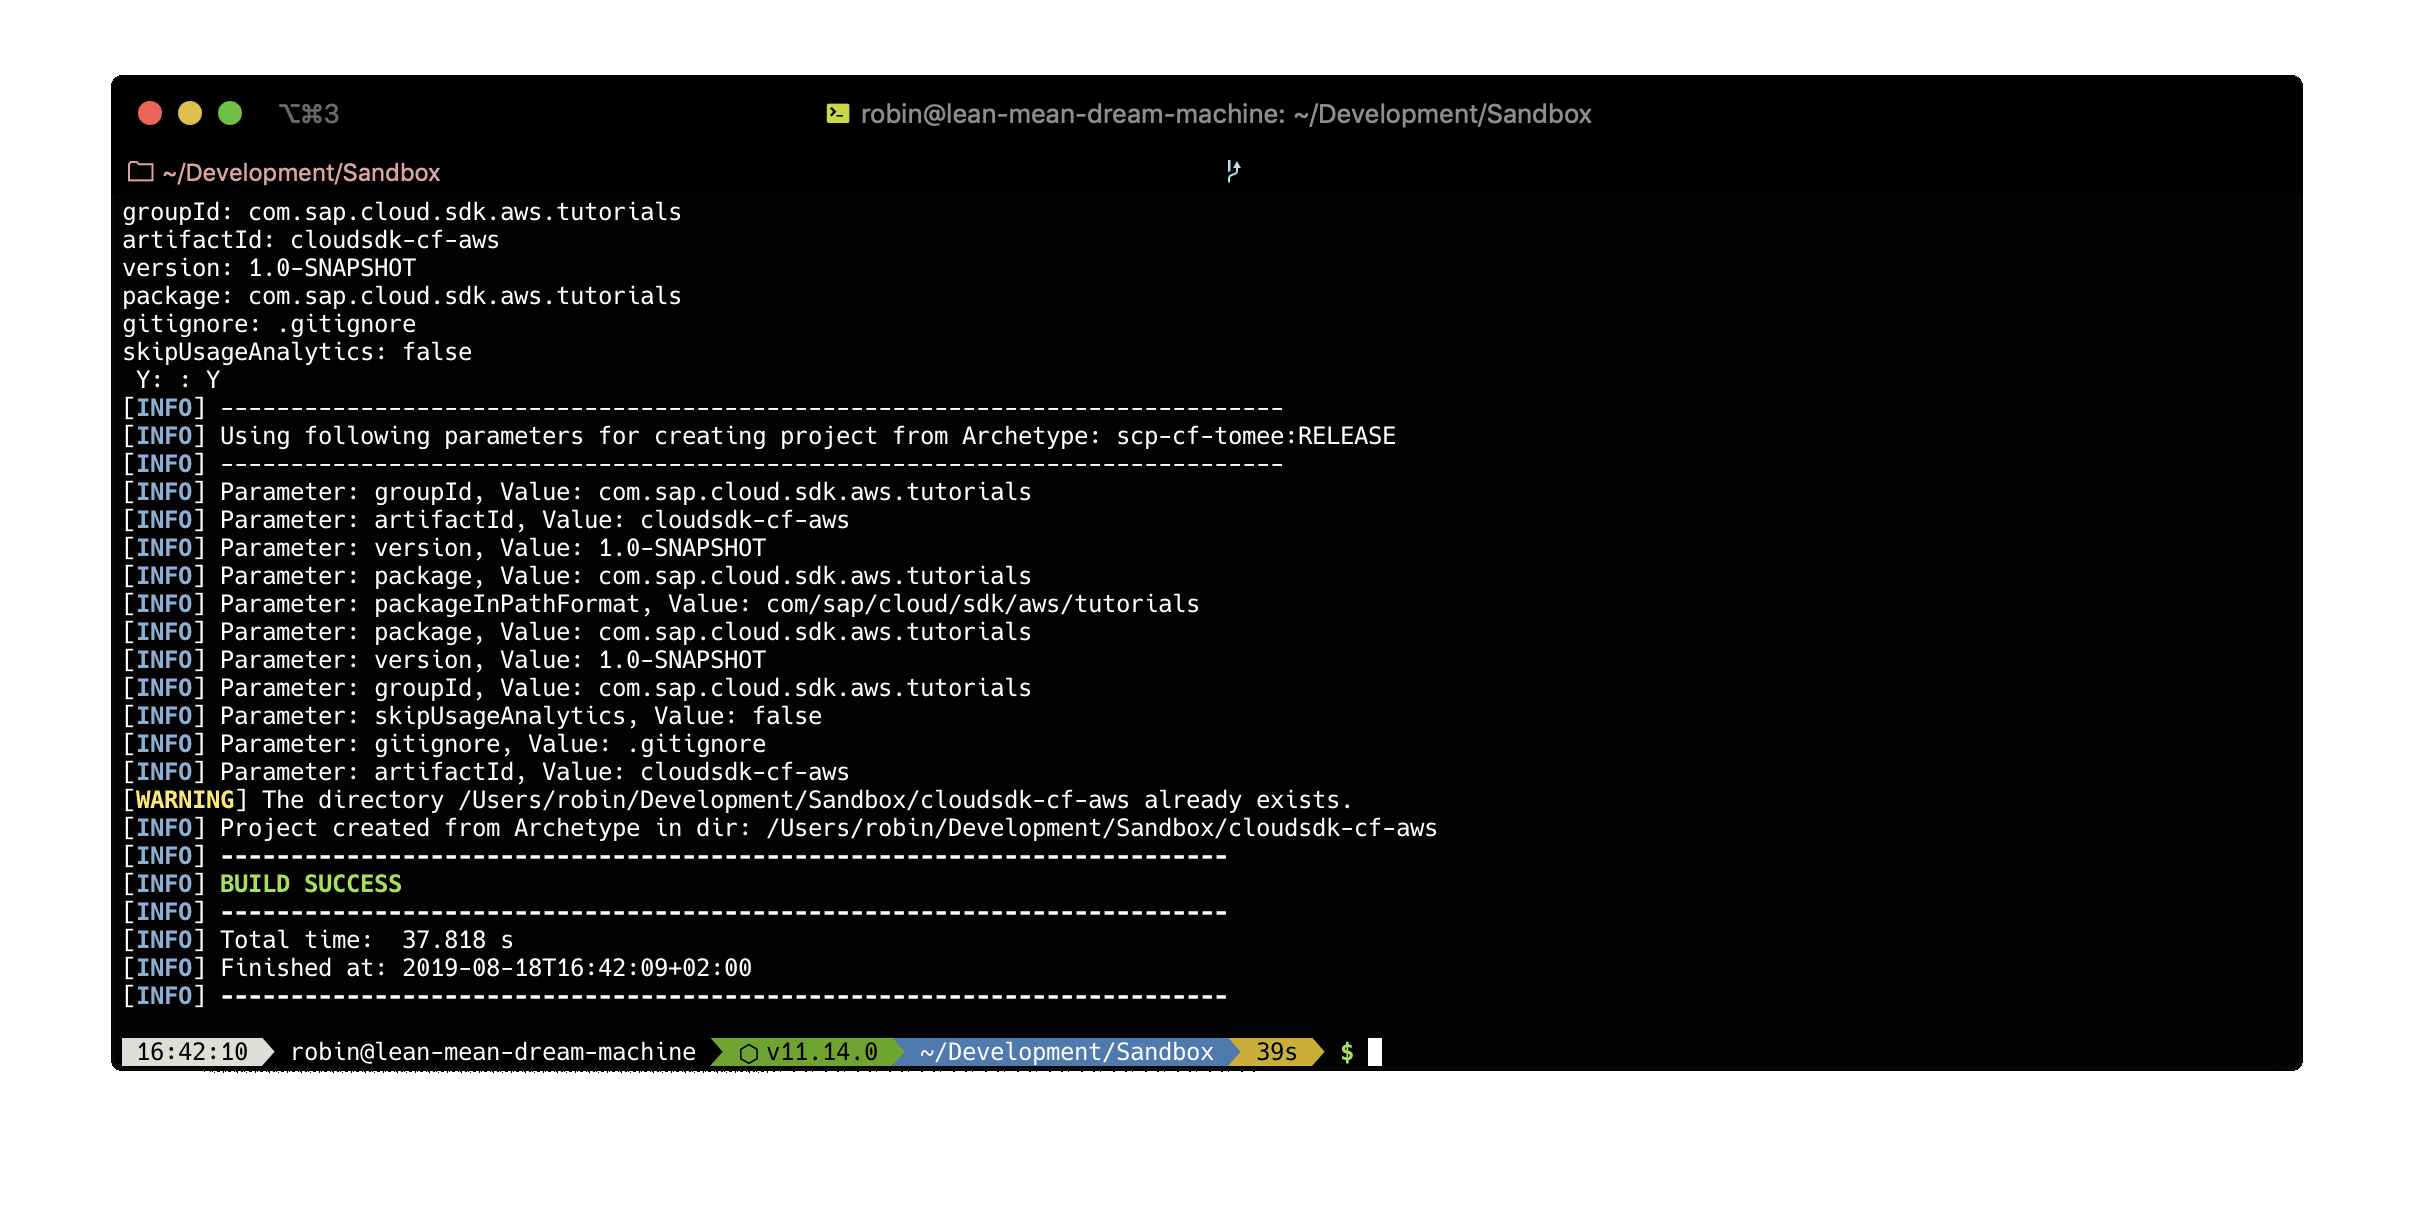 ⌥⌘3
robin@lean-mean-dream-machine: ~/Development/Sandbox
~/Development/Sandbox
groupId: com.sap.cloud.sdk.aws.tutorials
artifactId: cloudsdk-cf-aws
version: 1.0-SNAPSHOT
package: com.sap.cloud.sdk.aws.tutorials
gitignore: .gitignore
skipUsageAnalytics: false
 Y: : Y
[INFO] ----------------------------------------------------------------------------
[INFO] Using following parameters for creating project from Archetype: scp-cf-tomee:RELEASE
[INFO] ----------------------------------------------------------------------------
[INFO] Parameter: groupId, Value: com.sap.cloud.sdk.aws.tutorials
[INFO] Parameter: artifactId, Value: cloudsdk-cf-aws
[INFO] Parameter: version, Value: 1.0-SNAPSHOT
[INFO] Parameter: package, Value: com.sap.cloud.sdk.aws.tutorials
[INFO] Parameter: packageInPathFormat, Value: com/sap/cloud/sdk/aws/tutorials
[INFO] Parameter: package, Value: com.sap.cloud.sdk.aws.tutorials
[INFO] Parameter: version, Value: 1.0-SNAPSHOT
[INFO] Parameter: groupId, Value: com.sap.cloud.sdk.aws.tutorials
[INFO] Parameter: skipUsageAnalytics, Value: false
[INFO] Parameter: gitignore, Value: .gitignore
[INFO] Parameter: artifactId, Value: cloudsdk-cf-aws
[WARNING] The directory /Users/robin/Development/Sandbox/cloudsdk-cf-aws already exists.
[INFO] Project created from Archetype in dir: /Users/robin/Development/Sandbox/cloudsdk-cf-aws
[INFO] ------------------------------------------------------------------------
[INFO] BUILD SUCCESS
[INFO] ------------------------------------------------------------------------
[INFO] Total time:  37.818 s
[INFO] Finished at: 2019-08-18T16:42:09+02:00
[INFO] ------------------------------------------------------------------------
16:42:10 robin@lean-mean-dream-machine ⬡ v11.14.0 ~/Development/Sandbox 39s $